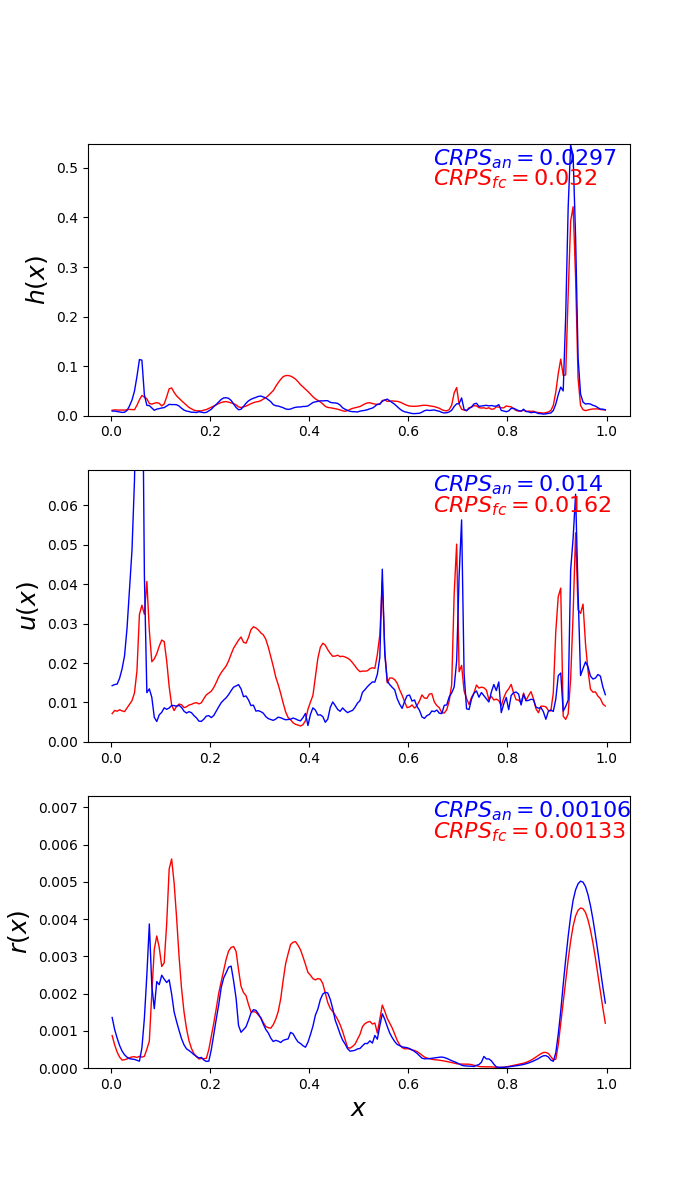 CRPS_an = 0.0297
CRPS_fc = 0.032
0.5
0.4
0.3
0.2
0.1
0.0
h(x)
0.0 0.2 0.4 0.6 0.8 1.0
CRPS_an = 0.014
CRPS_fc = 0.0162
0.06
0.05
0.04
0.03
0.02
0.01
0.00
u(x)
0.0 0.2 0.4 0.6 0.8 1.0
CRPS_an = 0.00106
CRPS_fc = 0.00133
0.007
0.006
0.005
0.004
0.003
0.002
0.001
0.000
r(x)
0.0 0.2 0.4 0.6 0.8 1.0
x